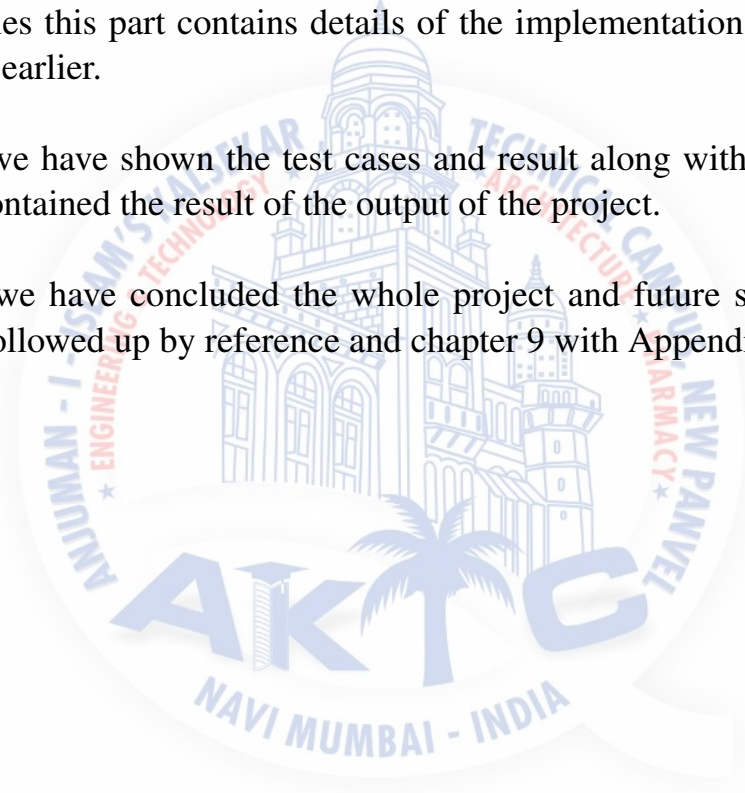 es this part contains details of the implementation
earlier.
we have shown the test cases and result along with
ontained the result of the output of the project.
we have concluded the whole project and future s
ollowed up by reference and chapter 9 with Appendi
ANJUMAN - I - ISLAM'S KALSEKAR TECHNICAL CAMPUS, NEW PANVEL
ENGINEERING & TECHNOLOGY ARCHITECTURE PHARMACY
AKTC
NAVI MUMBAI - INDIA